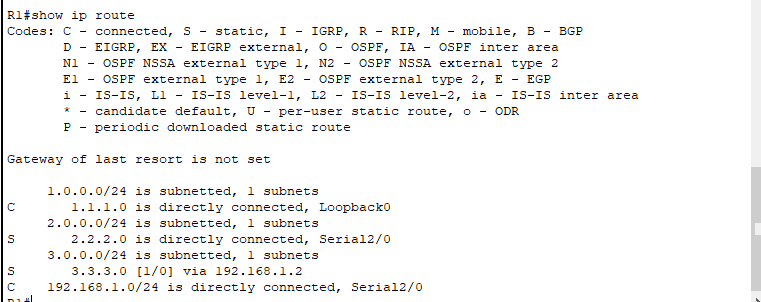 R1#show ip route
Codes: C - connected, S - static, I - IGRP, R - RIP, M - mobile, B - BGP
       D - EIGRP, EX - EIGRP external, O - OSPF, IA - OSPF inter area
       N1 - OSPF NSSA external type 1, N2 - OSPF NSSA external type 2
       E1 - OSPF external type 1, E2 - OSPF external type 2, E - EGP
       i - IS-IS, L1 - IS-IS level-1, L2 - IS-IS level-2, ia - IS-IS inter area
       * - candidate default, U - per-user static route, o - ODR
       P - periodic downloaded static route
Gateway of last resort is not set
     1.0.0.0/24 is subnetted, 1 subnets
C       1.1.1.0 is directly connected, Loopback0
     2.0.0.0/24 is subnetted, 1 subnets
S       2.2.2.0 is directly connected, Serial2/0
     3.0.0.0/24 is subnetted, 1 subnets
S       3.3.3.0 [1/0] via 192.168.1.2
C    192.168.1.0/24 is directly connected, Serial2/0
R1#